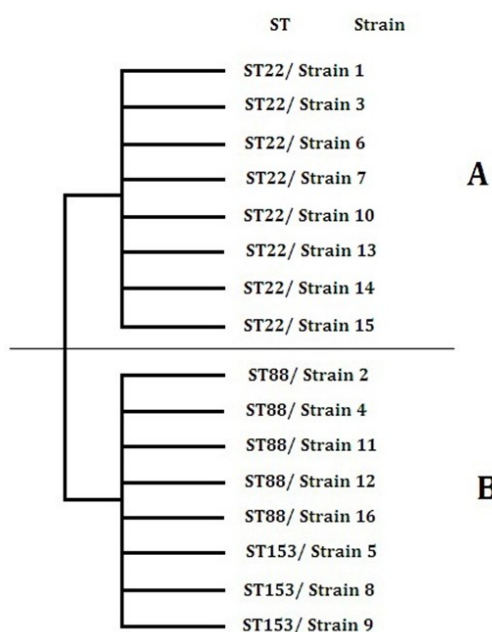 ST Strain
ST22/ Strain 1
ST22/ Strain 3
ST22/ Strain 6
ST22/ Strain 7
A
ST22/ Strain 10
ST22/ Strain 13
ST22/ Strain 14
ST22/ Strain 15
ST88/ Strain 2
ST88/ Strain 4
ST88/ Strain 11
ST88/ Strain 12
B
ST88/ Strain 16
ST153/ Strain 5
ST153/ Strain 8
ST153/ Strain 9